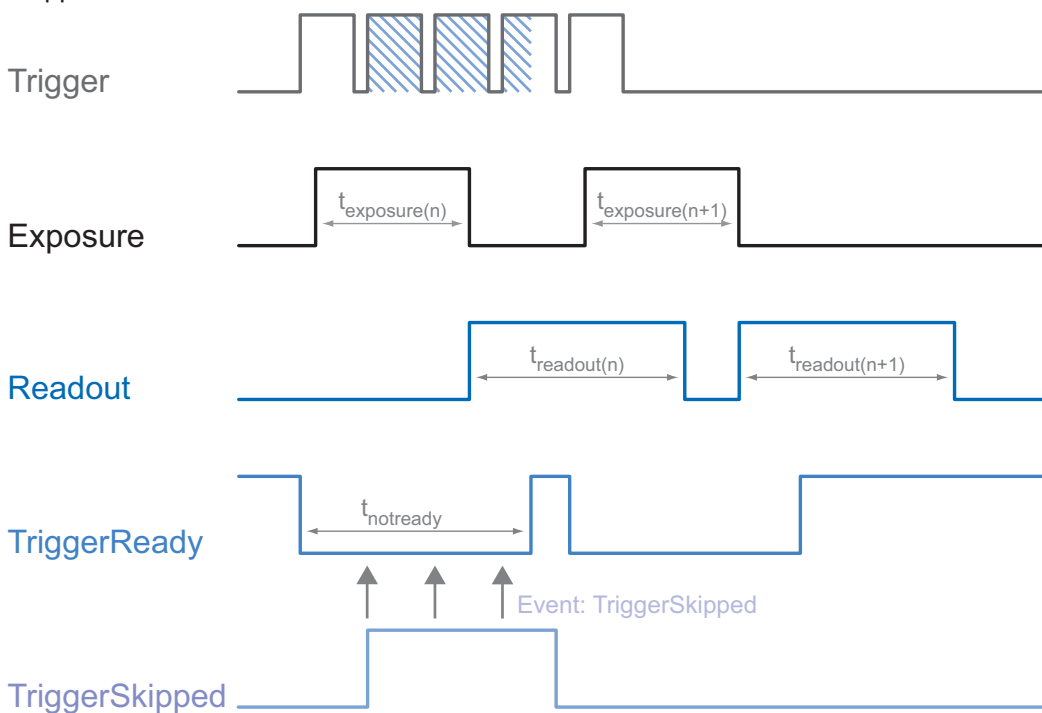 Trigger
t_exposure(n)
t_exposure(n+1)
Exposure
t_readout(n)
t_readout(n+1)
Readout
t_notready
TriggerReady
Event: TriggerSkipped
TriggerSkipped